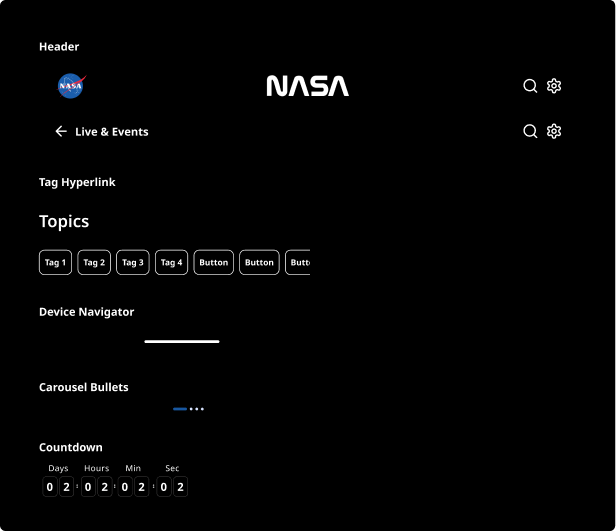 Header
NASA NASA
Live & Events
Tag Hyperlink
Topics
Tag 1 Tag 2 Tag 3 Tag 4 Button Button Butt
Device Navigator
Carousel Bullets
Countdown
Days Hours Min Sec
0 2 : 0 2 : 0 2 : 0 2